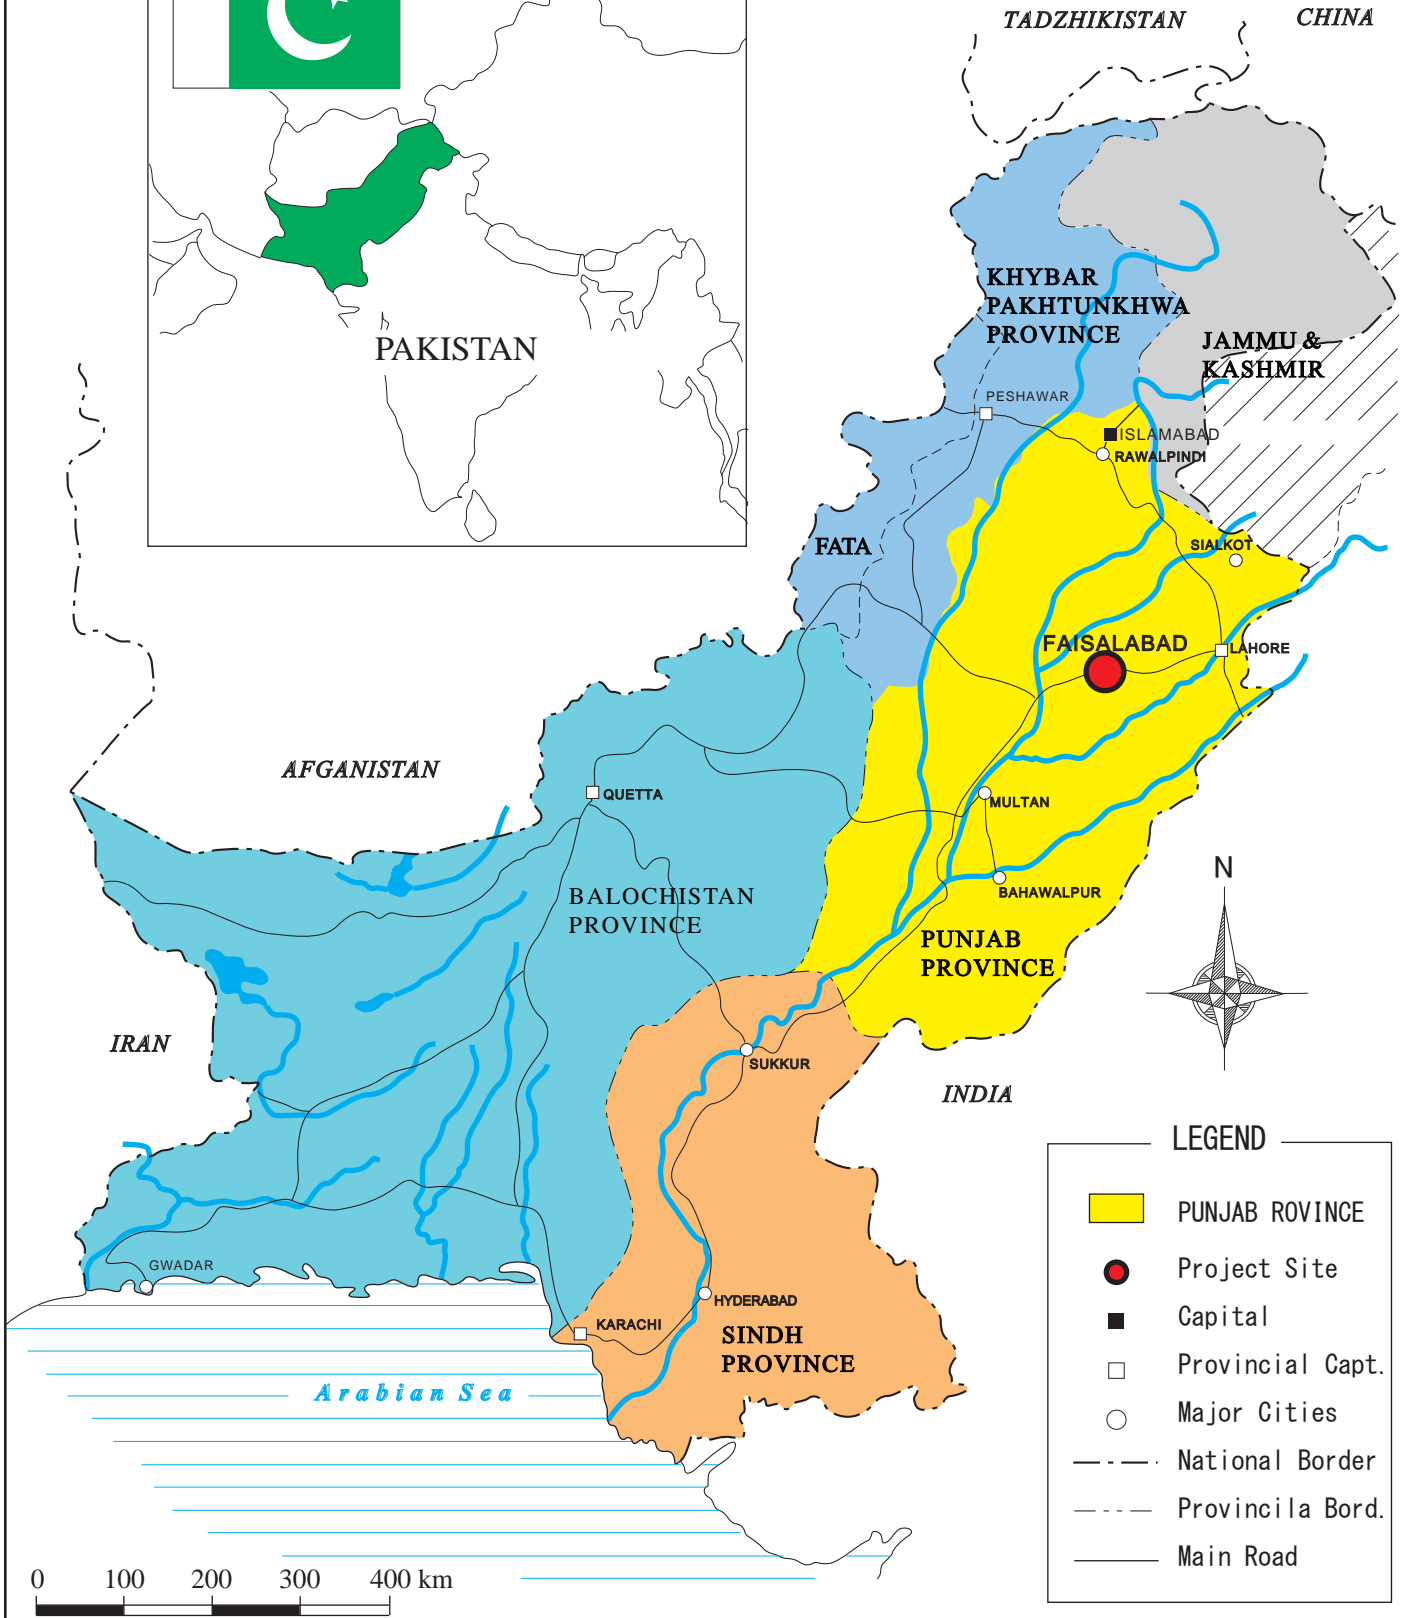 TADZHIKISTAN
CHINA
PAKISTAN
KHYBAR
PAKHTUNKHWA
PROVINCE
JAMMU &
KASHMIR
PESHAWAR
ISLAMABAD
RAWALPINDI
FATA
SIALKOT
FAISALABAD
LAHORE
AFGANISTAN
QUETTA
MULTAN
BALOCHISTAN
PROVINCE
BAHAWALPUR
PUNJAB
PROVINCE
N
IRAN
SUKKUR
INDIA
GWADAR
HYDERABAD
KARACHI
SINDH
PROVINCE
Arabian Sea
LEGEND
PUNJAB ROVINCE
Project Site
Capital
Provincial Capt.
Major Cities
National Border
Provincila Bord.
Main Road
0 100 200 300 400 km